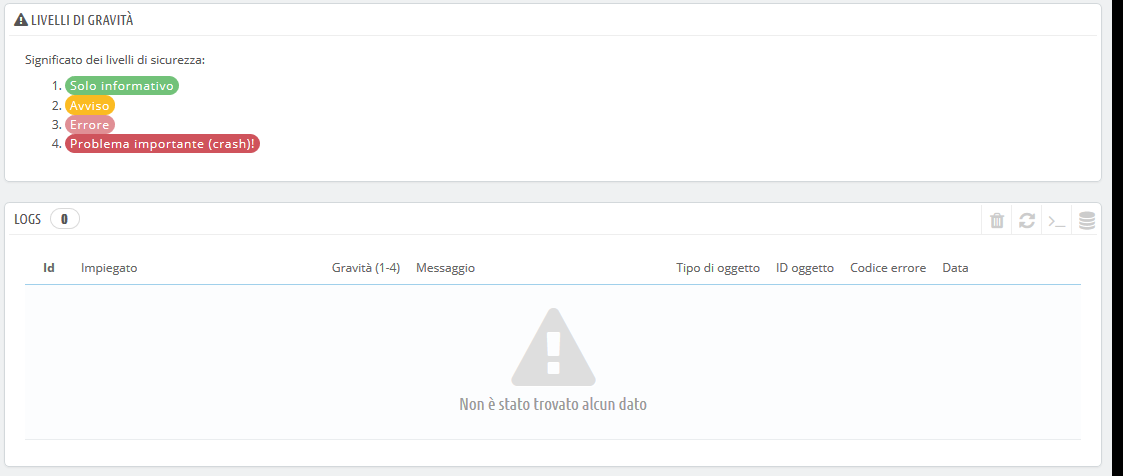 LIVELLI DI GRAVITÀ
Significato dei livelli di sicurezza:
1. Solo informativo
2. Avviso
3. Errore
4. Problema importante (crash)!
LOGS 0
Id Impiegato Gravità (1-4) Messaggio Tipo di oggetto ID oggetto Codice errore Data
Non è stato trovato alcun dato